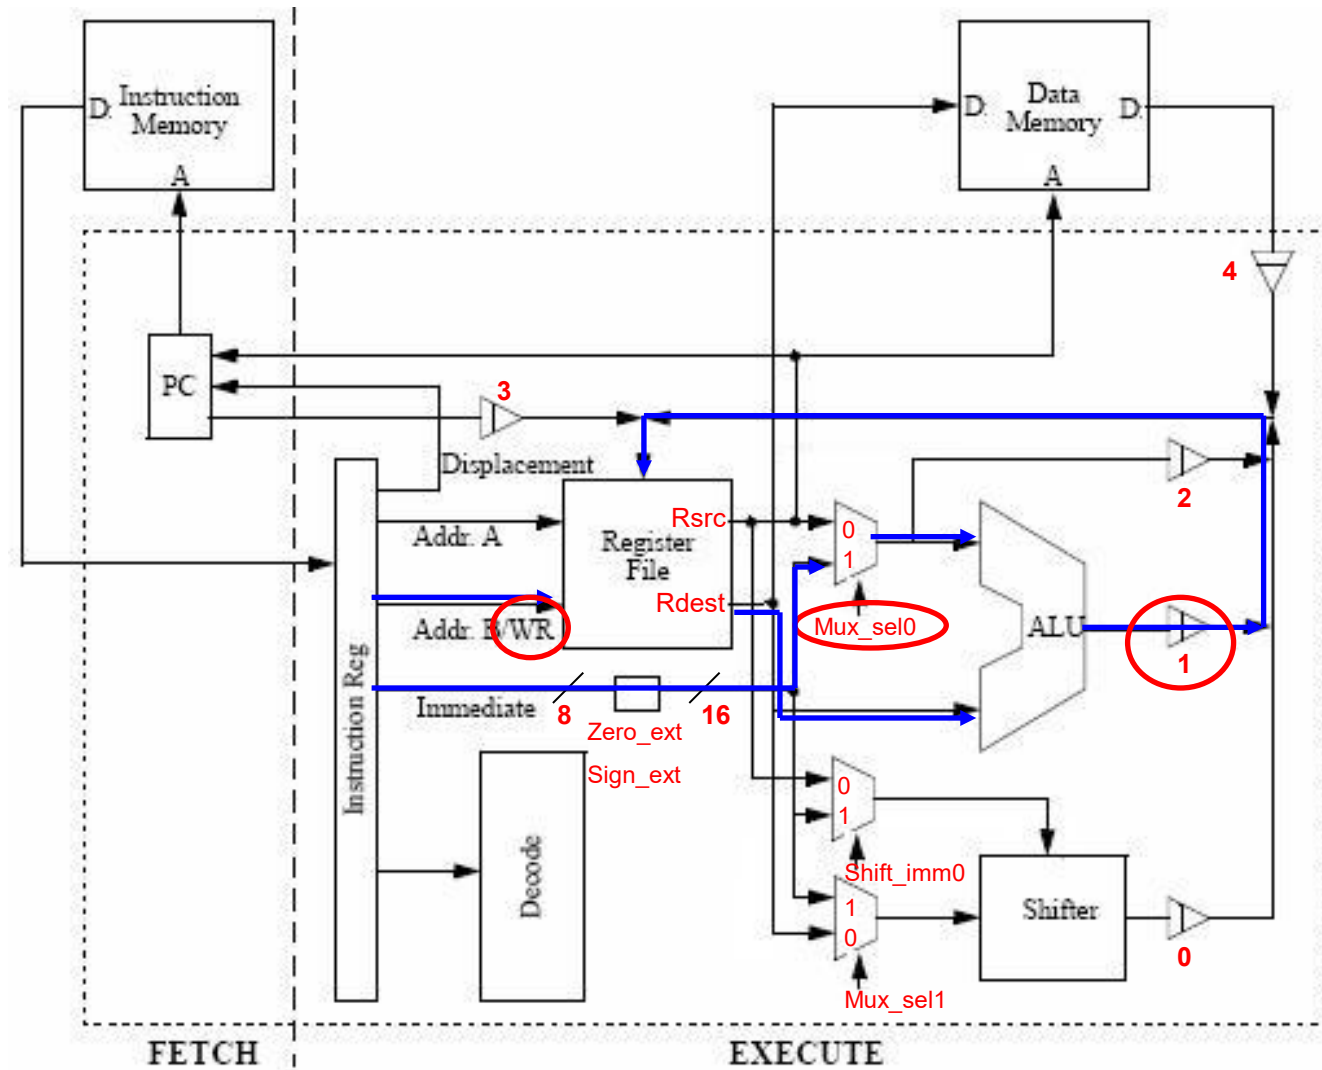 D Instruction
Memory
A
D Data D
Memory
A
4
PC
3
Displacement
2
Addr. A
Rsrc
Register
File
0
1
Rdest
Addr. B/WR
Mux_sel0
ALU
1
Immediate
8
16
Zero_ext
Sign_ext
Instruction Reg
0
1
Shift_imm0
Decode
1
0
Shifter
0
Mux_sel1
FETCH
EXECUTE